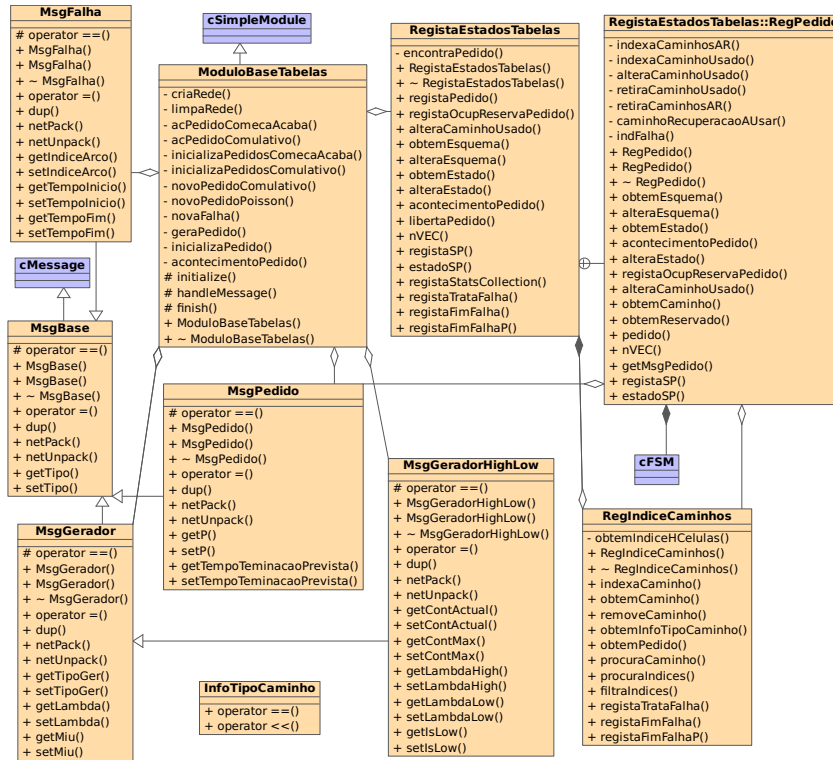 MsgFalha
# operator ==()
+ MsgFalha()
+ MsgFalha()
+ ~ MsgFalha()
+ operator =()
+ dup()
+ netPack()
+ netUnpack()
+ getIndiceArco()
+ setIndiceArco()
+ getTempoInicio()
+ setTempoInicio()
+ getTempoFim()
+ setTempoFim()
cSimpleModule
ModuloBaseTabelas
- criaRede()
- limpaRede()
- acPedidoComecaAcaba()
- acPedidoComulativo()
- inicializaPedidosComecaAcaba()
- inicializaPedidosComulativo()
- novoPedidoComulativo()
- novoPedidoPoisson()
- novaFalha()
- geraPedido()
- inicializaPedido()
- acontecimentoPedido()
# initialize()
# handleMessage()
# finish()
+ ModuloBaseTabelas()
+ ~ ModuloBaseTabelas()
RegistaEstadosTabelas
- encontraPedido()
+ RegistaEstadosTabelas()
+ ~ RegistaEstadosTabelas()
+ registaPedido()
+ registaOcupReservaPedido()
+ alteraCaminhoUsado()
+ obtemEsquema()
+ alteraEsquema()
+ obtemEstado()
+ alteraEstado()
+ acontecimentoPedido()
+ libertaPedido()
+ nVEC()
+ registaSP()
+ estadoSP()
+ registaStatsCollection()
+ registaTrataFalha()
+ registaFimFalha()
+ registaFimFalhaP()
RegistaEstadosTabelas::RegPedido
- indexaCaminhosAR()
- indexaCaminhoUsado()
- alteraCaminhoUsado()
- retiraCaminhoUsado()
- retiraCaminhosAR()
- caminhoRecuperacaoAUsar()
- indFalha()
+ RegPedido()
+ RegPedido()
+ ~ RegPedido()
+ obtemEsquema()
+ alteraEsquema()
+ obtemEstado()
+ acontecimentoPedido()
+ alteraEstado()
+ registaOcupReservaPedido()
+ alteraCaminhoUsado()
+ obtemCaminho()
+ obtemReservado()
+ pedido()
+ nVEC()
+ getMsgPedido()
+ registaSP()
+ estadoSP()
cMessage
MsgBase
# operator ==()
+ MsgBase()
+ MsgBase()
+ ~ MsgBase()
+ operator =()
+ dup()
+ netPack()
+ netUnpack()
+ getTipo()
+ setTipo()
MsgPedido
# operator ==()
+ MsgPedido()
+ MsgPedido()
+ ~ MsgPedido()
+ operator =()
+ dup()
+ netPack()
+ netUnpack()
+ getP()
+ setP()
+ getTempoTeminacaoPrevista()
+ setTempoTeminacaoPrevista()
MsgGeradorHighLow
# operator ==()
+ MsgGeradorHighLow()
+ MsgGeradorHighLow()
+ ~ MsgGeradorHighLow()
+ operator =()
+ dup()
+ netPack()
+ netUnpack()
+ getContActual()
+ setContActual()
+ getContMax()
+ setContMax()
+ getLambdaHigh()
+ setLambdaHigh()
+ getLambdaLow()
+ setLambdaLow()
+ getIsLow()
+ setIsLow()
cFSM
RegIndiceCaminhos
- obtemIndiceHCelulas()
+ RegIndiceCaminhos()
+ ~ RegIndiceCaminhos()
+ indexaCaminho()
+ obtemCaminho()
+ removeCaminho()
+ obtemInfoTipoCaminho()
+ obtemPedido()
+ procuraCaminho()
+ procuraIndices()
+ filtraIndices()
+ registaTrataFalha()
+ registaFimFalha()
+ registaFimFalhaP()
MsgGerador
# operator ==()
+ MsgGerador()
+ MsgGerador()
+ ~ MsgGerador()
+ operator =()
+ dup()
+ netPack()
+ netUnpack()
+ getTipoGer()
+ setTipoGer()
+ getLambda()
+ setLambda()
+ getMiu()
+ setMiu()
InfoTipoCaminho
+ operator ==()
+ operator <<()